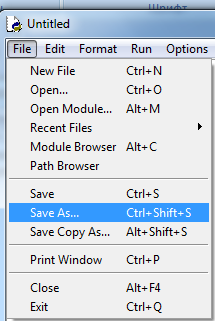 Шрифт
Untitled
File Edit Format Run Options
New File Ctrl+N
Open... Ctrl+O
Open Module... Alt+M
Recent Files
Module Browser Alt+C
Path Browser
Save Ctrl+S
Save As... Ctrl+Shift+S
Save Copy As... Alt+Shift+S
Print Window Ctrl+P
Close Alt+F4
Exit Ctrl+Q